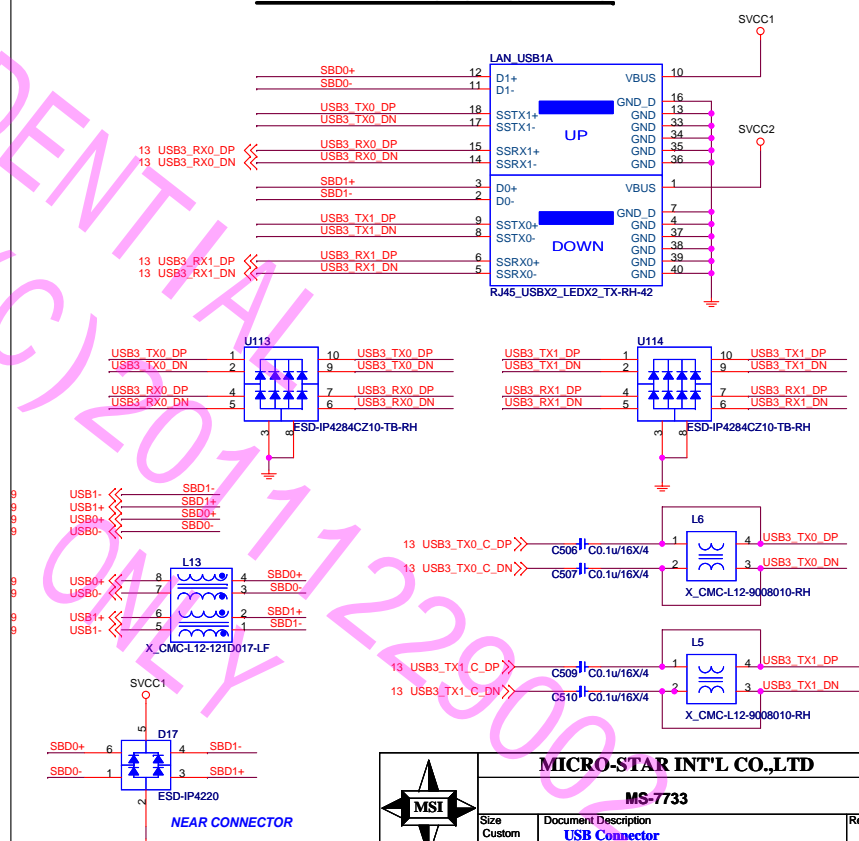 SVCC1
LAN_USB1A
SBD0+ 12 D1+ VBUS 10
SBD0- 11 D1-
GND_D 16
USB3_TX0_DP 18 SSTX1+ GND 13
USB3_TX0_DN 17 SSTX1- GND 33
UP GND 34
13 USB3_RX0_DP USB3_RX0_DP 15 SSRX1+ GND 35
13 USB3_RX0_DN USB3_RX0_DN 14 SSRX1- GND 36
SVCC2
SBD1+ 3 D0+ VBUS 1
SBD1- 2 D0-
GND_D 7
USB3_TX1_DP 9 SSTX0+ GND 4
USB3_TX1_DN 8 SSTX0- GND 37
DOWN GND 38
13 USB3_RX1_DP USB3_RX1_DP 6 SSRX0+ GND 39
13 USB3_RX1_DN USB3_RX1_DN 5 SSRX0- GND 40
RJ45_USBX2_LEDX2_TX-RH-42
U113
USB3_TX0_DP 1 10 USB3_TX0_DP
USB3_TX0_DN 2 9 USB3_TX0_DN
USB3_RX0_DP 4 7 USB3_RX0_DP
USB3_RX0_DN 5 6 USB3_RX0_DN
3 8
ESD-IP4284CZ10-TB-RH
U114
USB3_TX1_DP 1 10 USB3_TX1_DP
USB3_TX1_DN 2 9 USB3_TX1_DN
USB3_RX1_DP 4 7 USB3_RX1_DP
USB3_RX1_DN 5 6 USB3_RX1_DN
3 8
ESD-IP4284CZ10-TB-RH
9 USB1- SBD1-
9 USB1+ SBD1+
9 USB0+ SBD0+
9 USB0- SBD0-
L13
9 USB0+ 8 4 SBD0+
9 USB0- 7 3 SBD0-
9 USB1+ 6 2 SBD1+
9 USB1- 5 1 SBD1-
X_CMC-L12-121D017-LF
L6
13 USB3_TX0_C_DP C506 C0.1u/16X/4 1 4 USB3_TX0_DP
13 USB3_TX0_C_DN C507 C0.1u/16X/4 2 3 USB3_TX0_DN
X_CMC-L12-9008010-RH
L5
13 USB3_TX1_C_DP C509 C0.1u/16X/4 1 4 USB3_TX1_DP
13 USB3_TX1_C_DN C510 C0.1u/16X/4 2 3 USB3_TX1_DN
X_CMC-L12-9008010-RH
SVCC1
5
D17
SBD0+ 6 4 SBD1-
SBD0- 1 3 SBD1+
2
ESD-IP4220
NEAR CONNECTOR
MSI
MICRO-STAR INT'L CO.,LTD
MS-7733
Size
Custom
Document Description
USB Connector
Re
DENTIAL
(C) 201112290002
ONLY